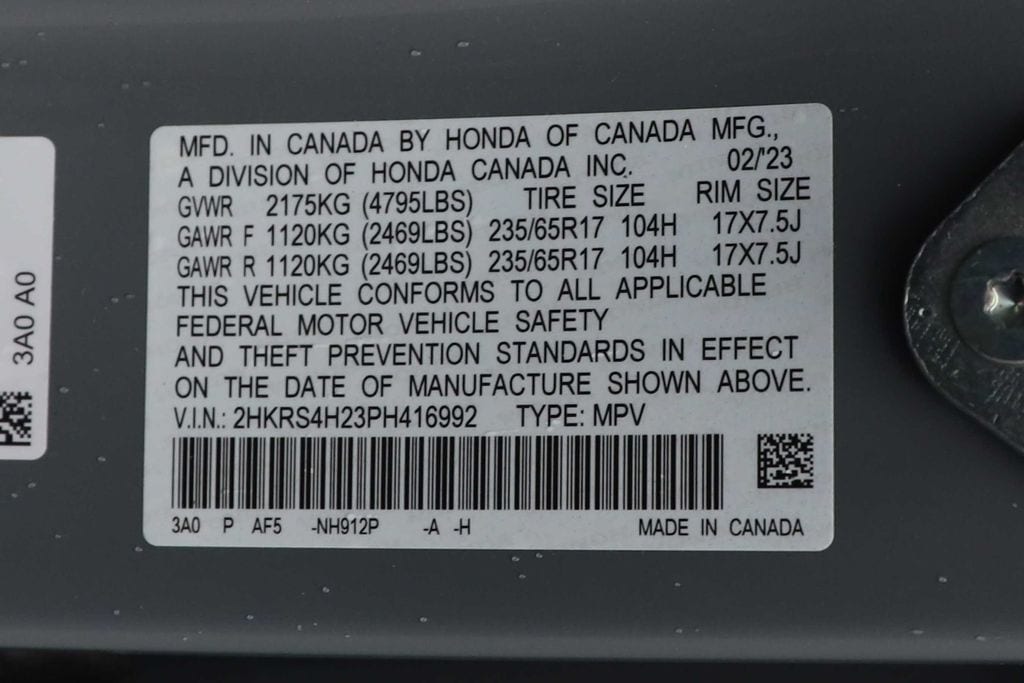 MFD. IN CANADA BY HONDA OF CANADA MFG.,
A DIVISION OF HONDA CANADA INC. 02/'23
GVWR 2175KG (4795LBS) TIRE SIZE RIM SIZE
GAWR F 1120KG (2469LBS) 235/65R17 104H 17X7.5J
GAWR R 1120KG (2469LBS) 235/65R17 104H 17X7.5J
THIS VEHICLE CONFORMS TO ALL APPLICABLE
FEDERAL MOTOR VEHICLE SAFETY
AND THEFT PREVENTION STANDARDS IN EFFECT
ON THE DATE OF MANUFACTURE SHOWN ABOVE.
V.I.N.: 2HKRS4H23PH416992 TYPE: MPV
3A0 P AF5 -NH912P -A -H MADE IN CANADA
3A0 A0